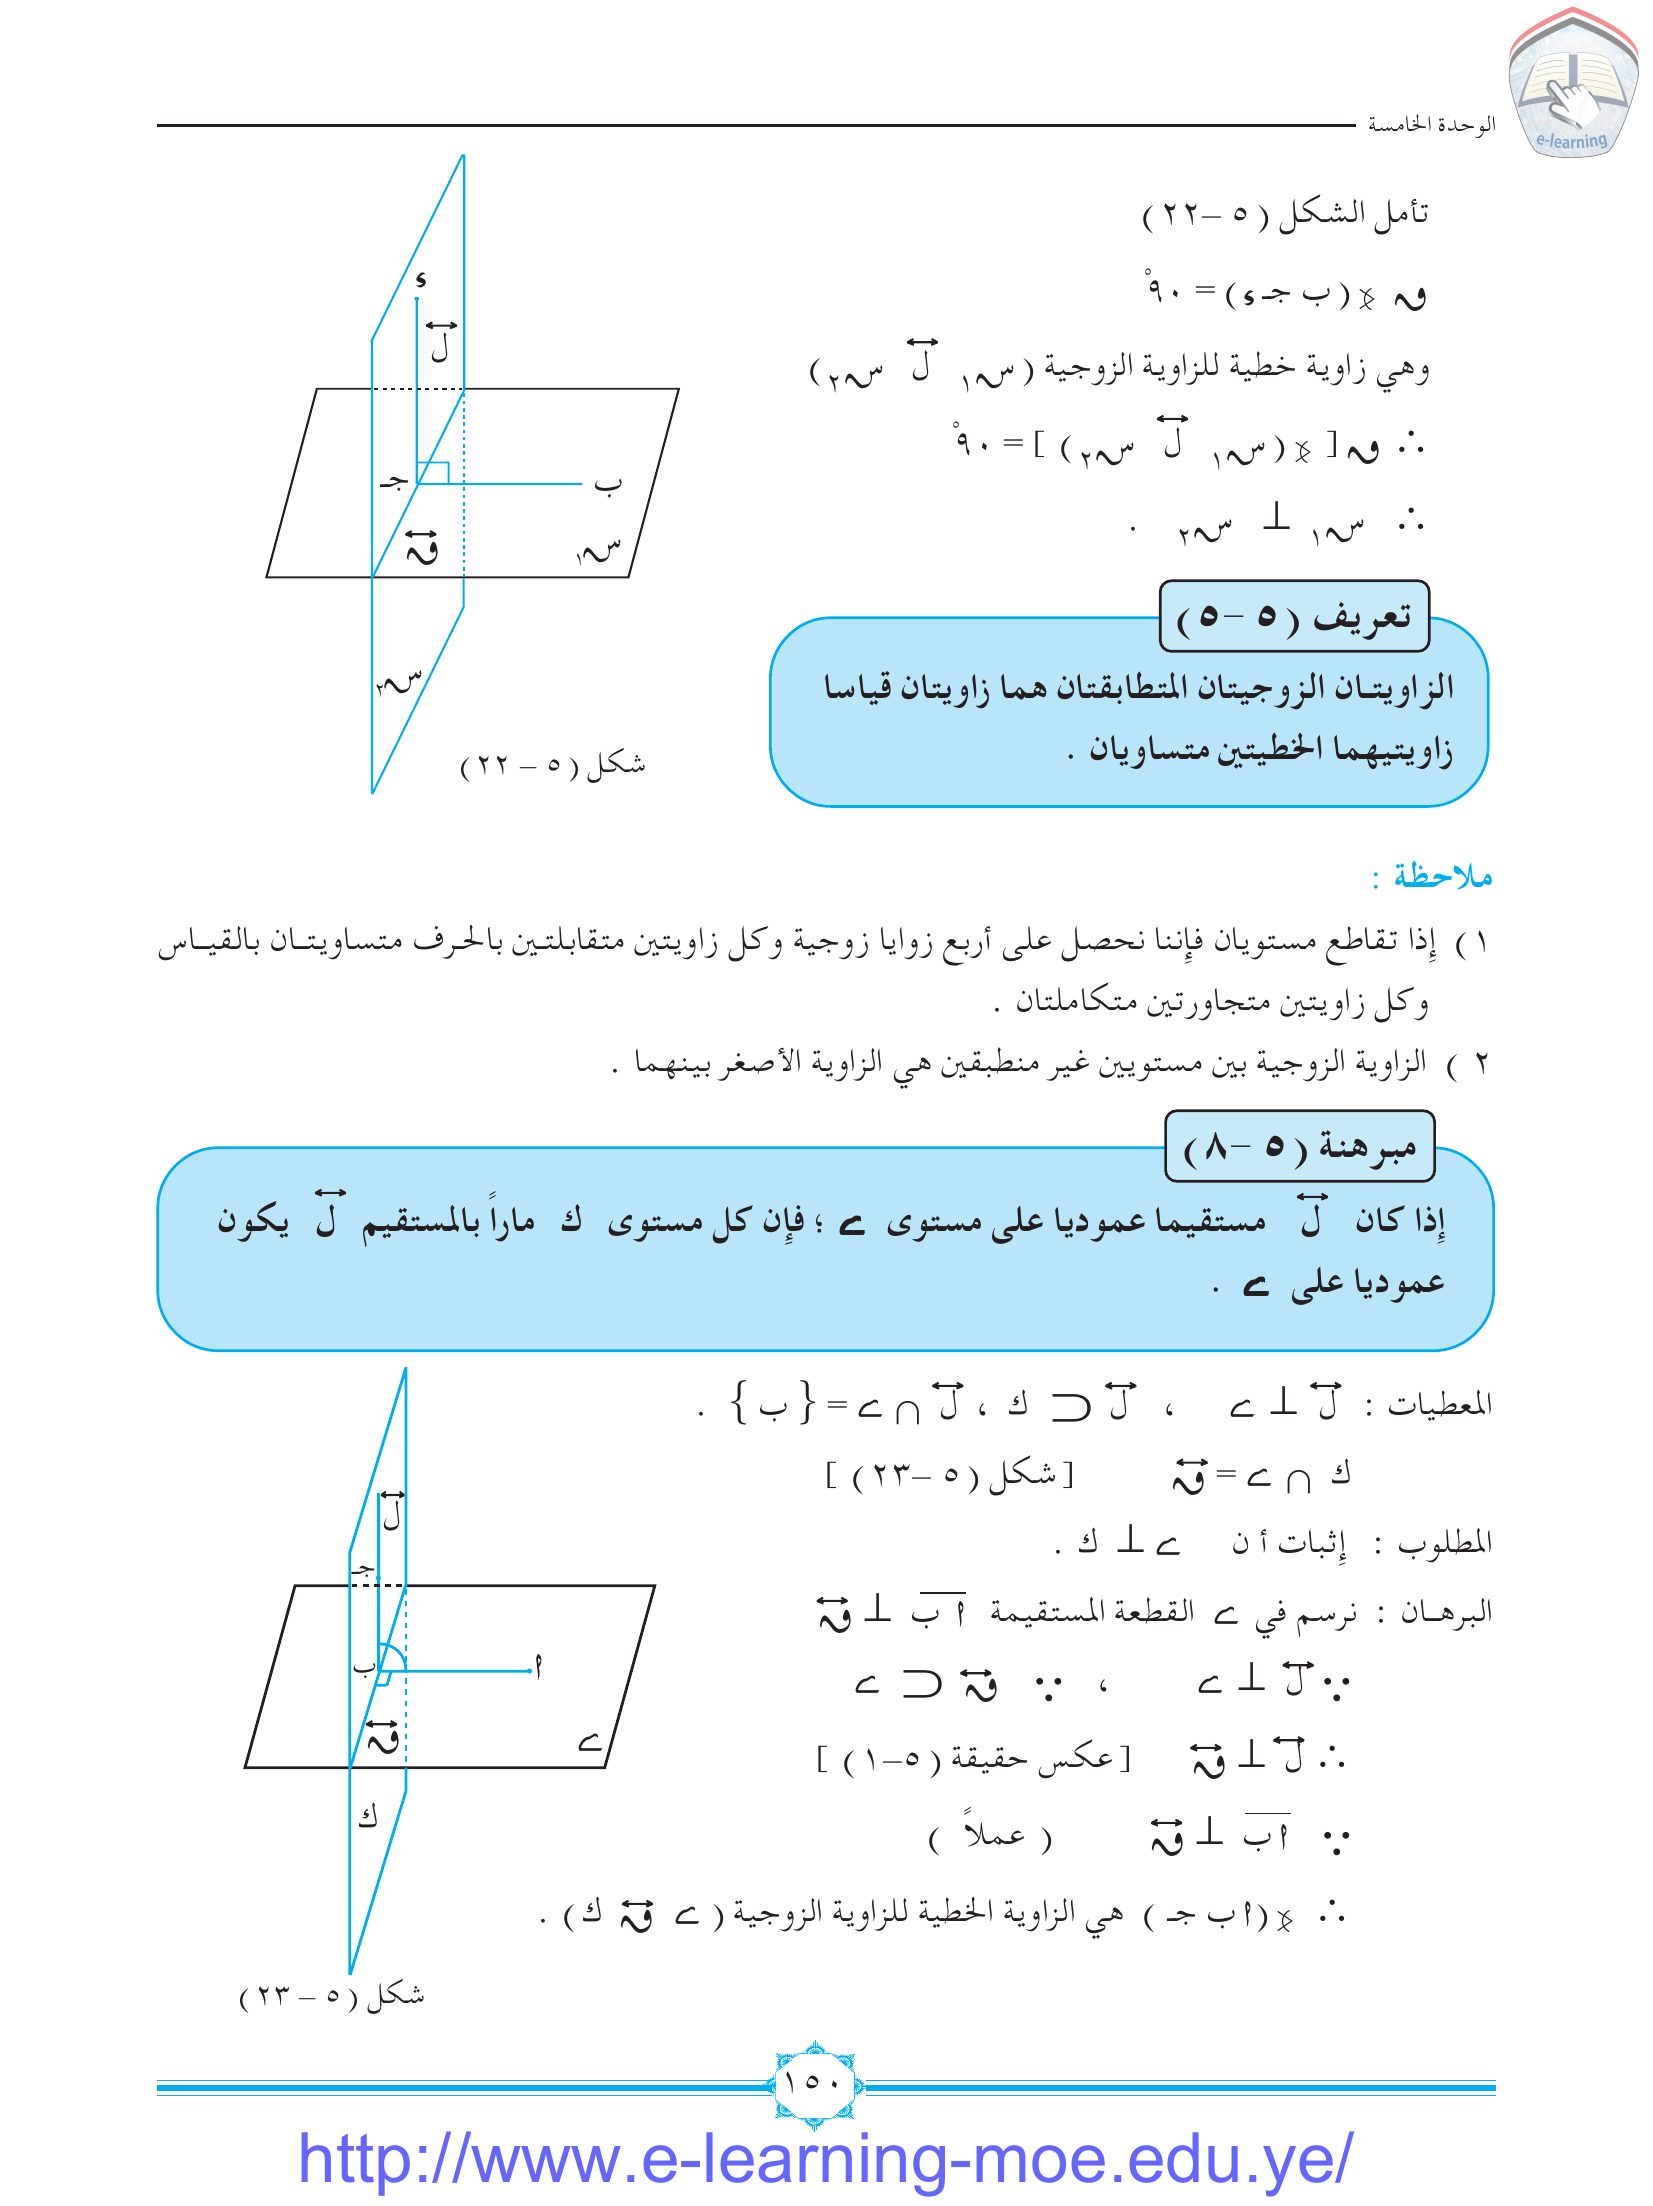 e-learning
الوحدة الخامسة
تأمل الشكل ( ٥ – ٢٢ )
ق ∢ ( ب جـ ء ) = ٩٠°
وهي زاوية خطية للزاوية الزوجية ( س١ ل س٢ )
∴ ق [ ∢ ( س١ ل س٢ ) ] = ٩٠°
∴ س١ ⊥ س٢ .
ء
ل
جـ
ب
ق
س١
س٢
شكل ( ٥ – ٢٢ )
تعريف ( ٥ – ٥ )
الزاويتان الزوجيتان المتطابقتان هما زاويتان قياسا
زاويتيهما الخطيتين متساويان .
ملاحظة :
١ ) إذا تقاطع مستويان فإننا نحصل على أربع زوايا زوجية وكل زاويتين متقابلتين بالحرف متساويتان بالقياس
وكل زاويتين متجاورتين متكاملتان .
٢ ) الزاوية الزوجية بين مستويين غير منطبقين هي الزاوية الأصغر بينهما .
مبرهنة ( ٥ – ٨ )
إذا كان ل مستقيما عموديا على مستوى ے ؛ فإن كل مستوى ك ماراً بالمستقيم ل يكون
عموديا على ے .
المعطيات : ل ⊥ ے ، ل ⊂ ك ، ل ∩ ے = { ب } .
ك ∩ ے = ق [ شكل ( ٥ – ٢٣ ) ]
المطلوب : إثبات أن ے ⊥ ك .
البرهان : نرسم في ے القطعة المستقيمة ا ب ⊥ ق
∵ ل ⊥ ے ، ∵ ق ⊂ ے
∴ ل ⊥ ق [ عكس حقيقة ( ٥ – ١ ) ]
∵ ا ب ⊥ ق ( عملاً )
∴ ∢ ( ا ب جـ ) هي الزاوية الخطية للزاوية الزوجية ( ے ق ك ) .
ل
جـ
ب
ا
ق
ے
ك
شكل ( ٥ – ٢٣ )
١٥٠
http://www.e-learning-moe.edu.ye/